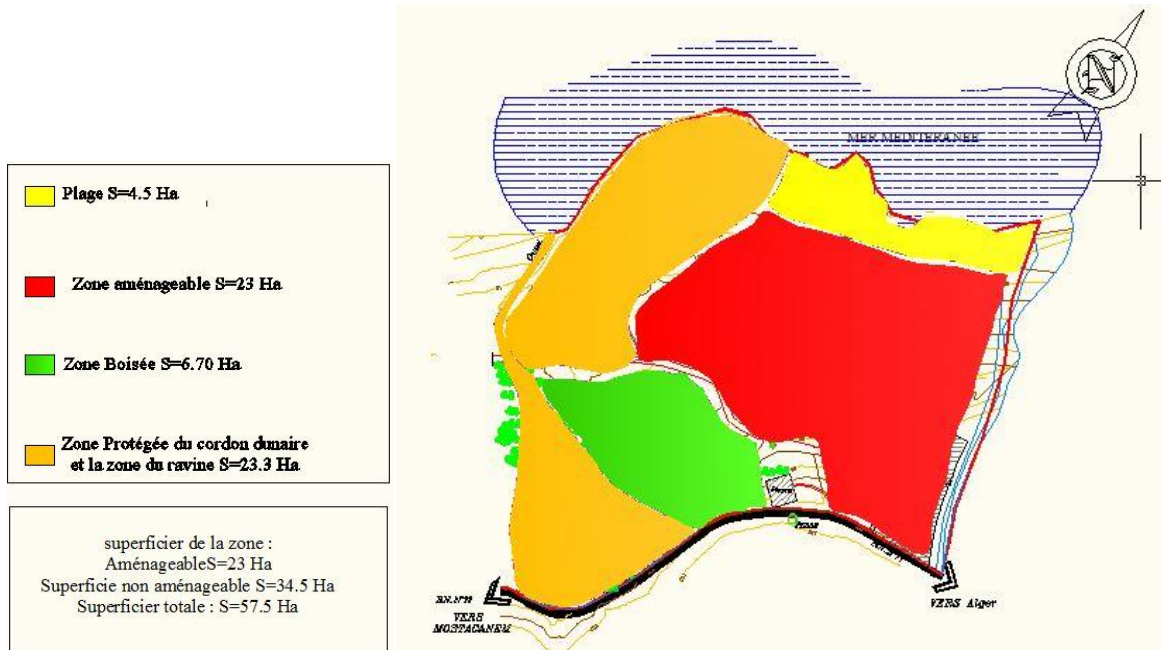 Plage S=4.5 Ha
Zone aménageable S=23 Ha
Zone Boisée S=6.70 Ha
Zone Protégée du cordon dunaire
et la zone du ravine S=23.3 Ha
superficier de la zone :
AménageableS=23 Ha
Superficie non aménageable S=34.5 Ha
Superficier totale : S=57.5 Ha
N
MER MEDITERANEE
VERS Alger
VERS
MOSTAGANEM